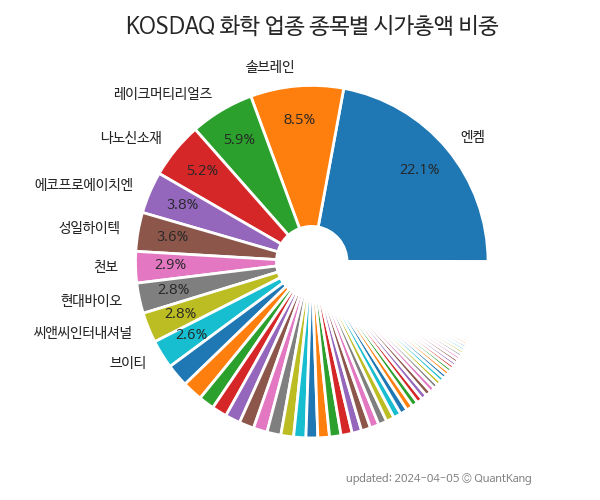 KOSDAQ 화학 업종 종목별 시가총액 비중
솔브레인
레이크머티리얼즈
엔켐
나노신소재
에코프로에이치엔
성일하이텍
천보
현대바이오
씨앤씨인터내셔널
브이티
22.1%
8.5%
5.9%
5.2%
3.8%
3.6%
2.9%
2.8%
2.8%
2.6%
updated: 2024-04-05 © QuantKang